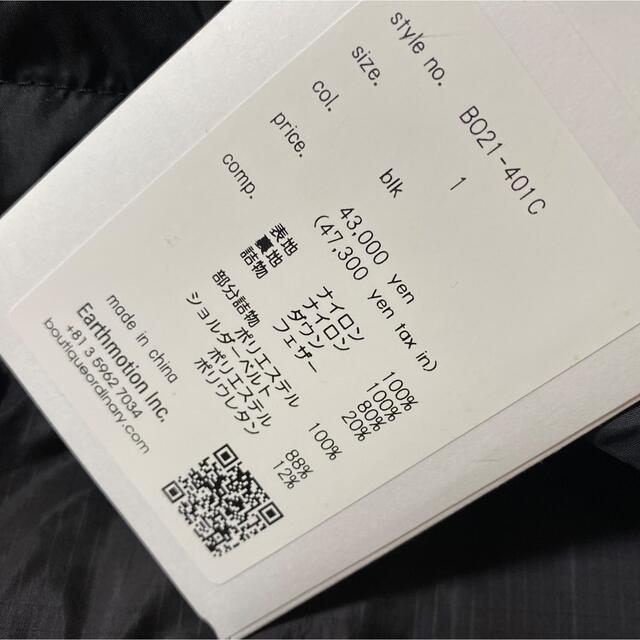 style no. B021-401C
size. 1
col. blk
price. 43,000 yen
(47,300 yen tax in)
comp.
表地 ナイロン 100%
裏地 ナイロン 100%
詰物 ダウン 80%
フェザー 20%
部分詰物 ポリエステル 100%
ショルダーベルト
ポリエステル 88%
ポリウレタン 12%
made in china
Earthmotion Inc.
+81 3 5962 7034
boutiqueordinary.com